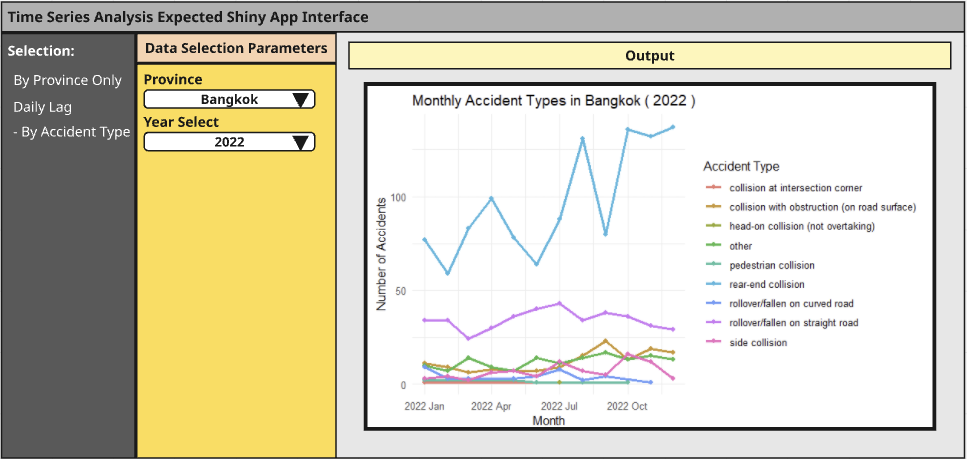 Time Series Analysis Expected Shiny App Interface
Selection:
By Province Only
Daily Lag
- By Accident Type
Data Selection Parameters
Province
Bangkok
Year Select
2022
Output
Monthly Accident Types in Bangkok ( 2022 )
Number of Accidents
100
50
0
2022 Jan 2022 Apr 2022 Jul 2022 Oct
Month
Accident Type
collision at intersection corner
collision with obstruction (on road surface)
head-on collision (not overtaking)
other
pedestrian collision
rear-end collision
rollover/fallen on curved road
rollover/fallen on straight road
side collision